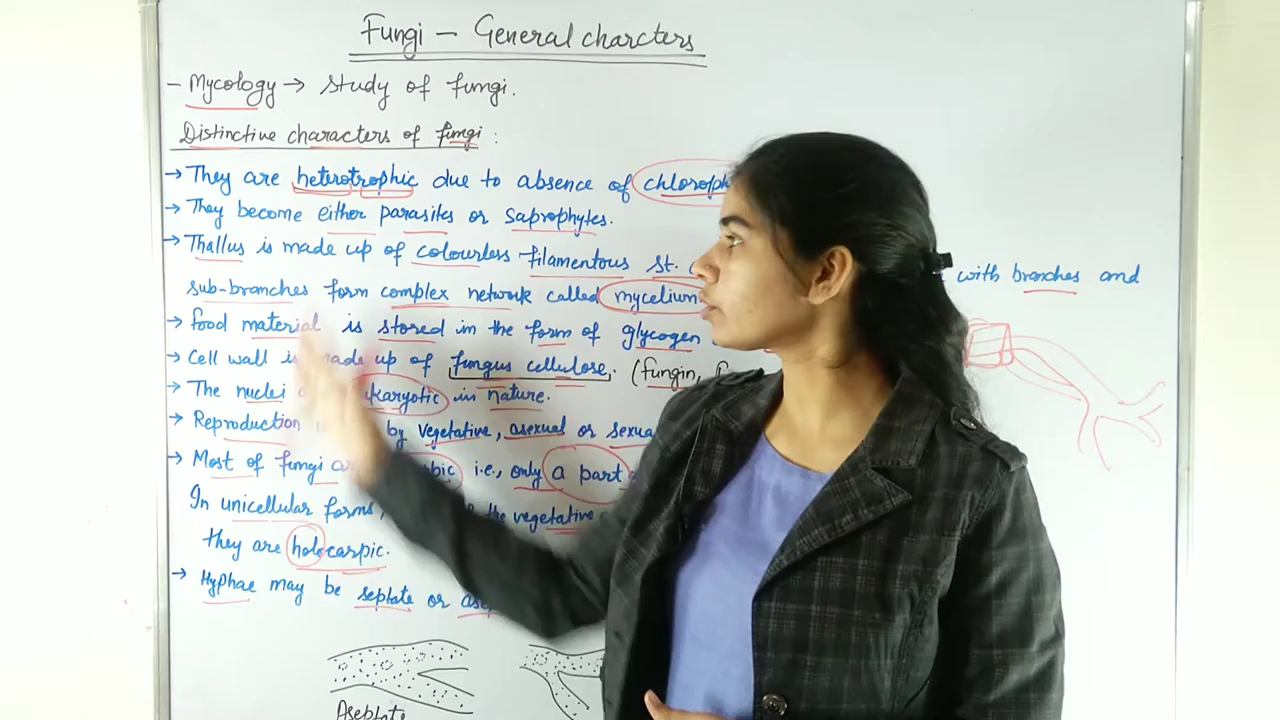 Fungi - General charcters
- Mycology → study of fungi.
Distinctive characters of fungi :
→ They are heterotrophic due to absence of
→ They become either parasites or saprophytes.
→ Thallus is made up of colourless filamentous st. with branches and
sub-branches form complex network called mycelium
→ food material is stored in the form of glycogen
→ Cell wall is made up of fungus cellulose. (fungin,
→ The nuclei in nature.
→ Reproduction by vegetative, asexual or
→ Most of fungi i.e., only a part
In unicellular forms, the vegetative
they are holocarpic.
→ Hyphae may be septate or
Aseptate